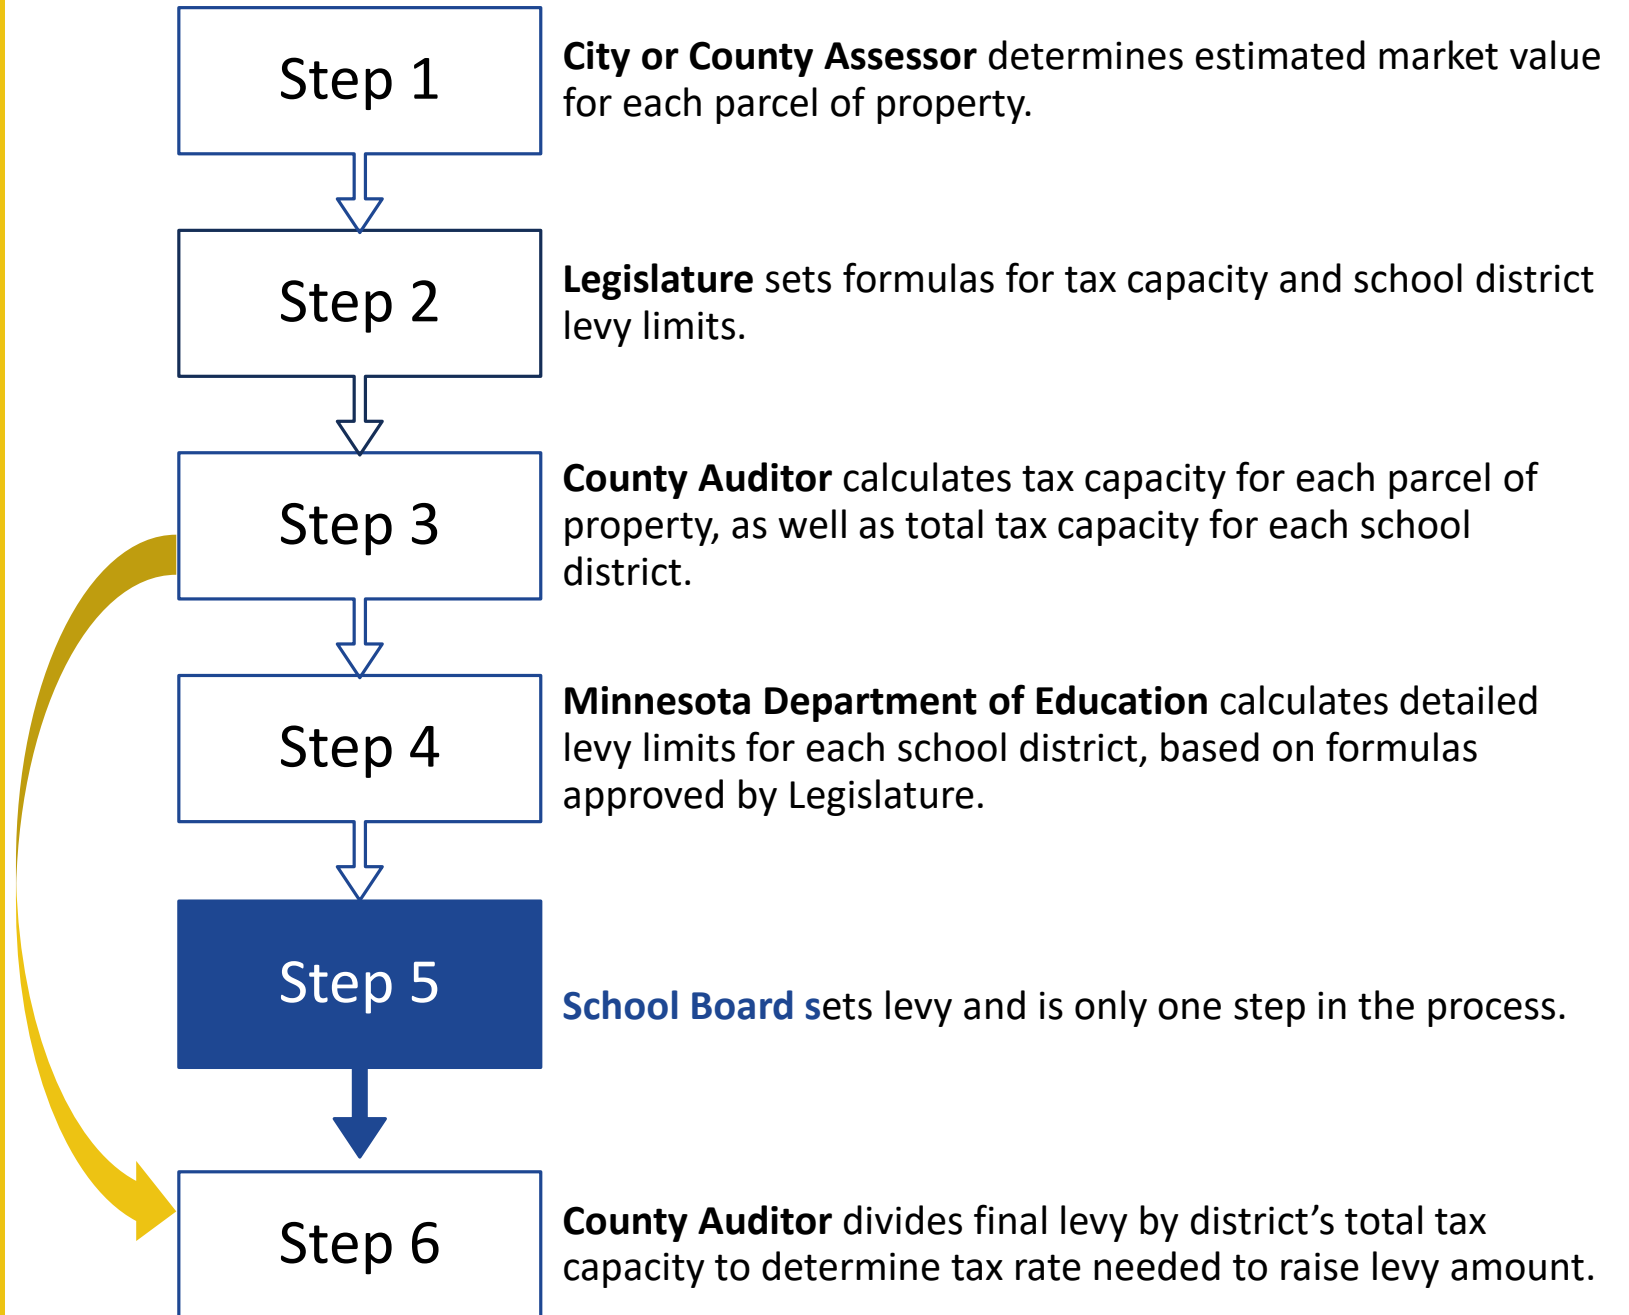 Step 1
City or County Assessor determines estimated market value
for each parcel of property.
Step 2
Legislature sets formulas for tax capacity and school district
levy limits.
Step 3
County Auditor calculates tax capacity for each parcel of
property, as well as total tax capacity for each school
district.
Step 4
Minnesota Department of Education calculates detailed
levy limits for each school district, based on formulas
approved by Legislature.
Step 5
School Board sets levy and is only one step in the process.
Step 6
County Auditor divides final levy by district’s total tax
capacity to determine tax rate needed to raise levy amount.